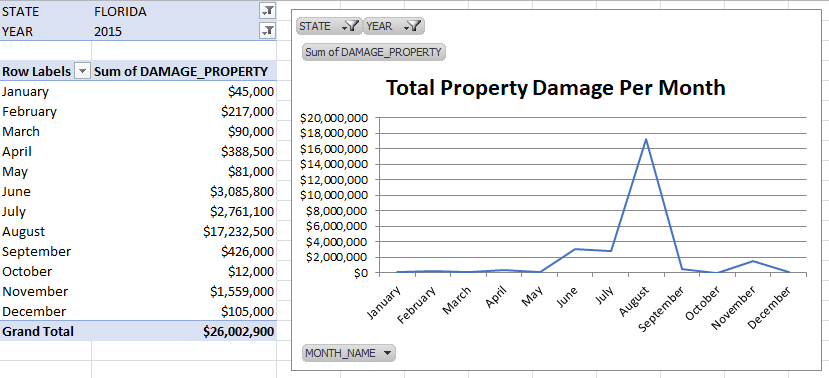 STATE FLORIDA
YEAR 2015
Row Labels Sum of DAMAGE_PROPERTY
January $45,000
February $217,000
March $90,000
April $388,500
May $81,000
June $3,085,800
July $2,761,100
August $17,232,500
September $426,000
October $12,000
November $1,559,000
December $105,000
Grand Total $26,002,900
STATE YEAR
Sum of DAMAGE_PROPERTY
Total Property Damage Per Month
$20,000,000
$18,000,000
$16,000,000
$14,000,000
$12,000,000
$10,000,000
$8,000,000
$6,000,000
$4,000,000
$2,000,000
$0
January February March April May June July August September October November December
MONTH_NAME